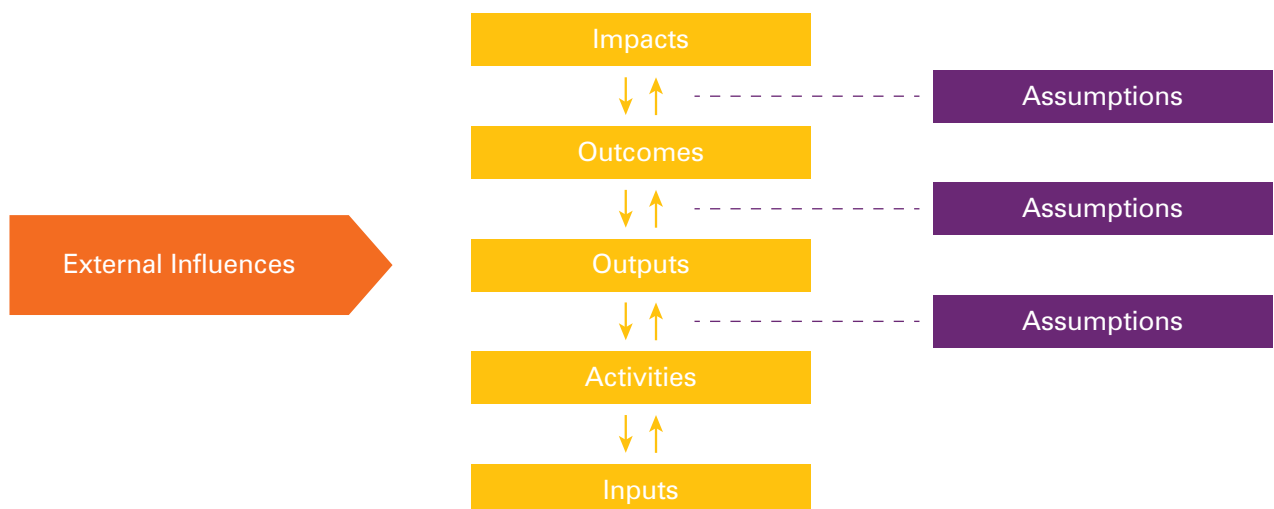 Impacts
Assumptions
Outcomes
Assumptions
External Influences
Outputs
Assumptions
Activities
Inputs